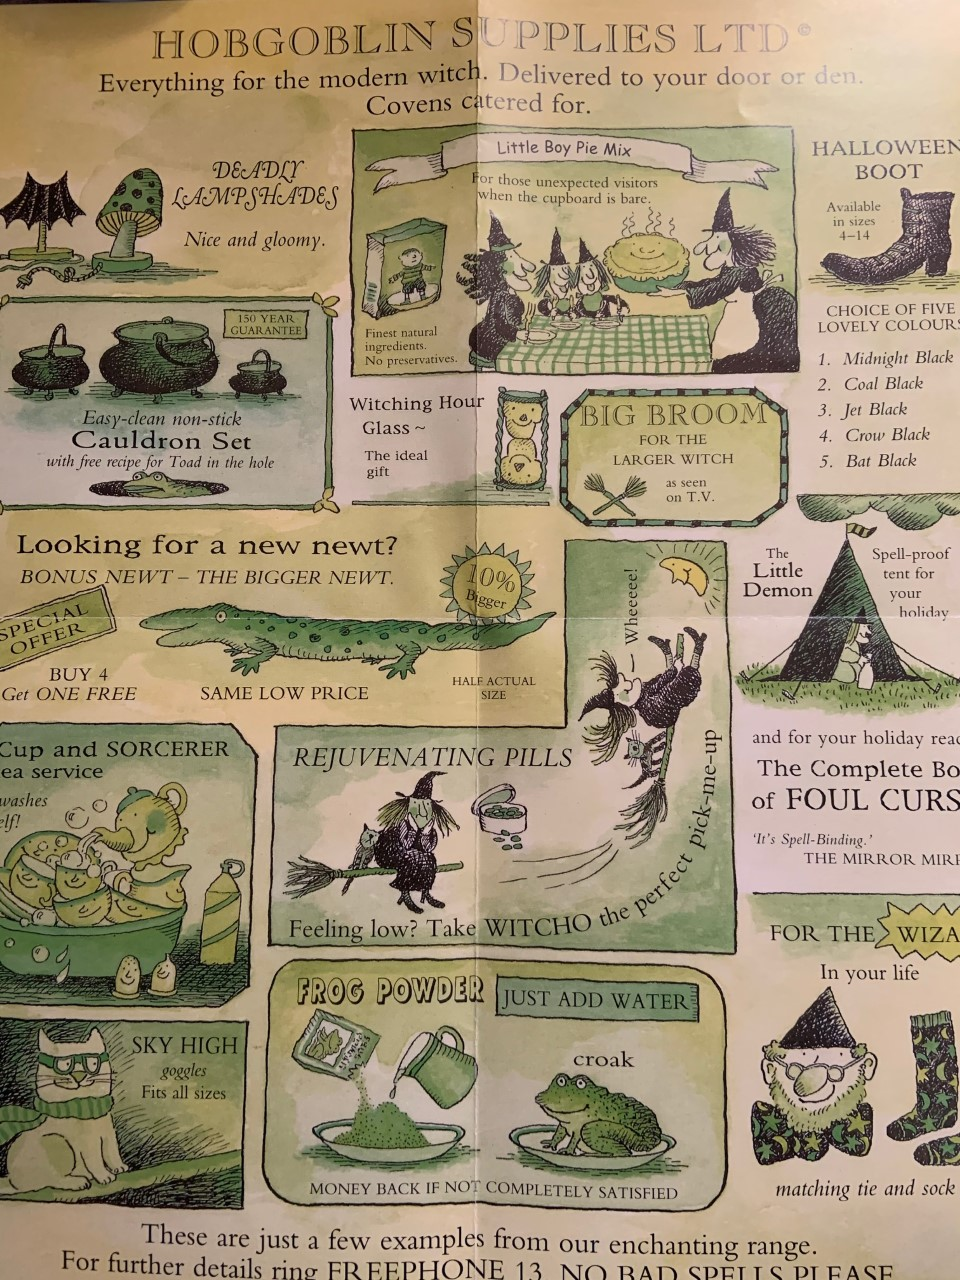 HOBGOBLIN SUPPLIES LTD©
Everything for the modern witch. Delivered to your door or den.
Covens catered for.
DEADLY
LAMPSHADES
Nice and gloomy.
Little Boy Pie Mix
For those unexpected visitors
when the cupboard is bare.
Finest natural
ingredients.
No preservatives.
HALLOWEEN
BOOT
Available
in sizes
4–14
CHOICE OF FIVE
LOVELY COLOURS
1. Midnight Black
2. Coal Black
3. Jet Black
4. Crow Black
5. Bat Black
150 YEAR
GUARANTEE
Easy-clean non-stick
Cauldron Set
with free recipe for Toad in the hole
Witching Hour
Glass ~
The ideal
gift
BIG BROOM
FOR THE
LARGER WITCH
as seen
on T.V.
Looking for a new newt?
BONUS NEWT – THE BIGGER NEWT.
10%
Bigger
SPECIAL
OFFER
BUY 4
Get ONE FREE
SAME LOW PRICE
HALF ACTUAL
SIZE
The
Little
Demon
Spell-proof
tent for
your
holiday
and for your holiday read
The Complete Bo
of FOUL CURS
'It's Spell-Binding.'
THE MIRROR MIRR
Cup and SORCERER
ea service
washes
elf!
REJUVENATING PILLS
– Wheeeeee!
Feeling low? Take WITCHO the perfect pick-me-up
FOR THE WIZA
In your life
matching tie and sock
SKY HIGH
goggles
Fits all sizes
FROG POWDER
JUST ADD WATER
croak
MONEY BACK IF NOT COMPLETELY SATISFIED
These are just a few examples from our enchanting range.
For further details ring FREEPHONE 13. NO BAD SPELLS PLEASE